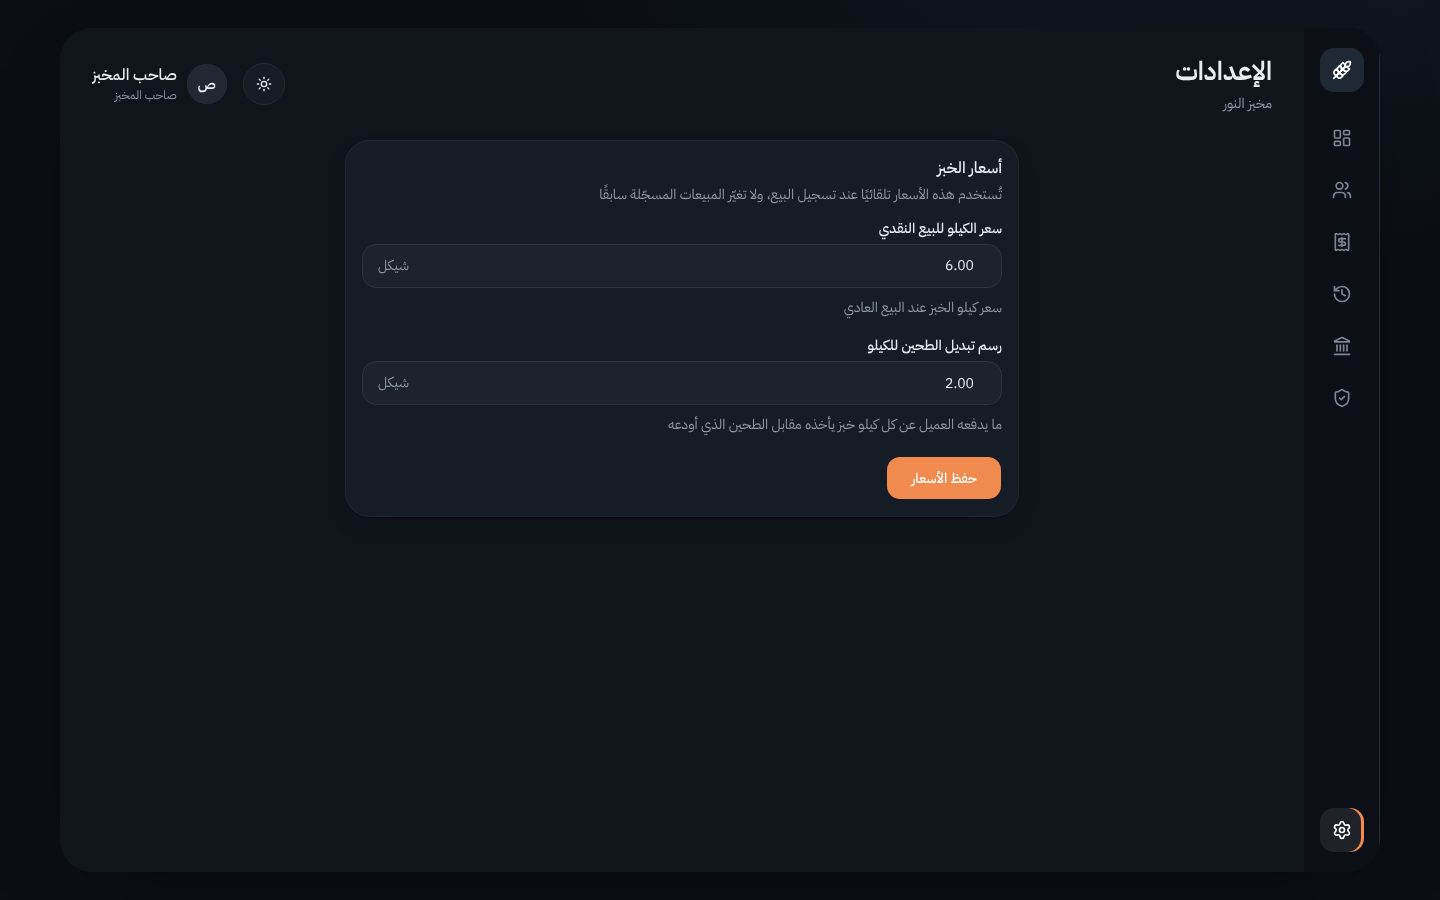 الإعدادات
مخبز النور
ص
صاحب المخبز
صاحب المخبز
أسعار الخبز
تُستخدم هذه الأسعار تلقائيًا عند تسجيل البيع، ولا تغيّر المبيعات المسجّلة سابقًا
سعر الكيلو للبيع النقدي
6.00 شيكل
سعر كيلو الخبز عند البيع العادي
رسم تبديل الطحين للكيلو
2.00 شيكل
ما يدفعه العميل عن كل كيلو خبز يأخذه مقابل الطحين الذي أودعه
حفظ الأسعار